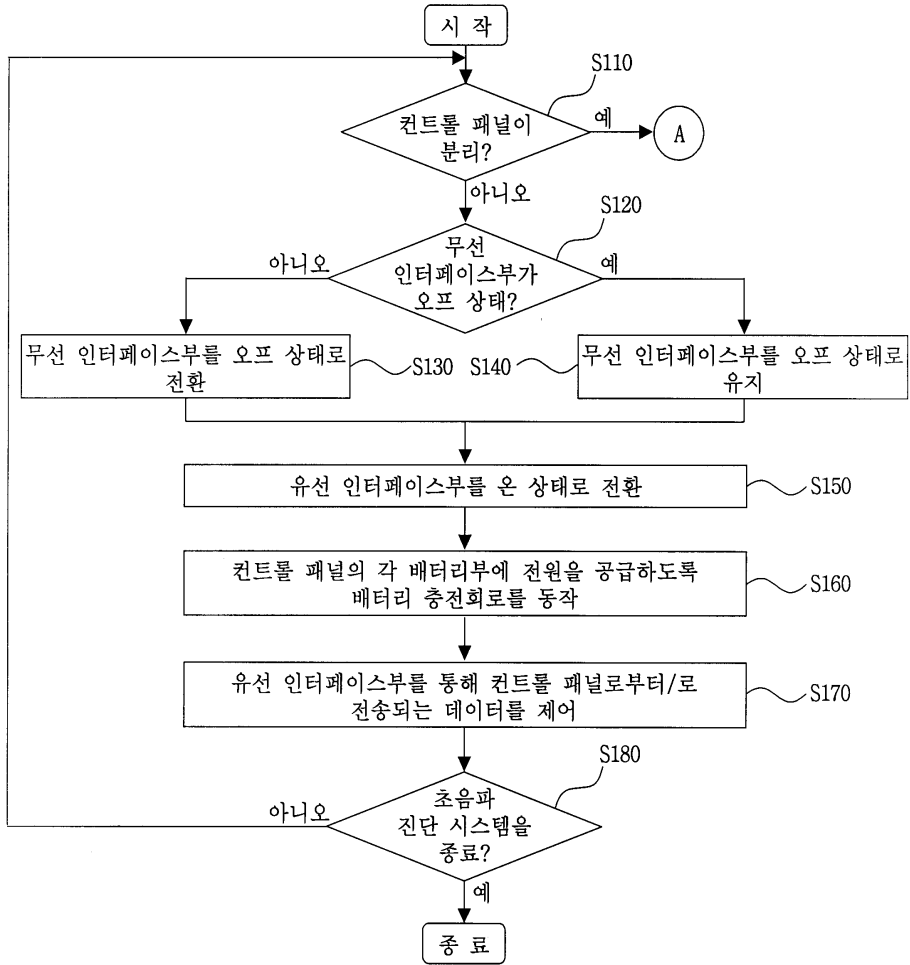 시 작
S110
컨트롤 패널이
분리?
예
A
아니오
S120
무선
인터페이스부가
오프 상태?
아니오
예
무선 인터페이스부를 오프 상태로
전환
S130
S140
무선 인터페이스부를 오프 상태로
유지
유선 인터페이스부를 온 상태로 전환
S150
컨트롤 패널의 각 배터리부에 전원을 공급하도록
배터리 충전회로를 동작
S160
유선 인터페이스부를 통해 컨트롤 패널로부터/로
전송되는 데이터를 제어
S170
S180
초음파
진단 시스템을
종료?
아니오
예
종 료